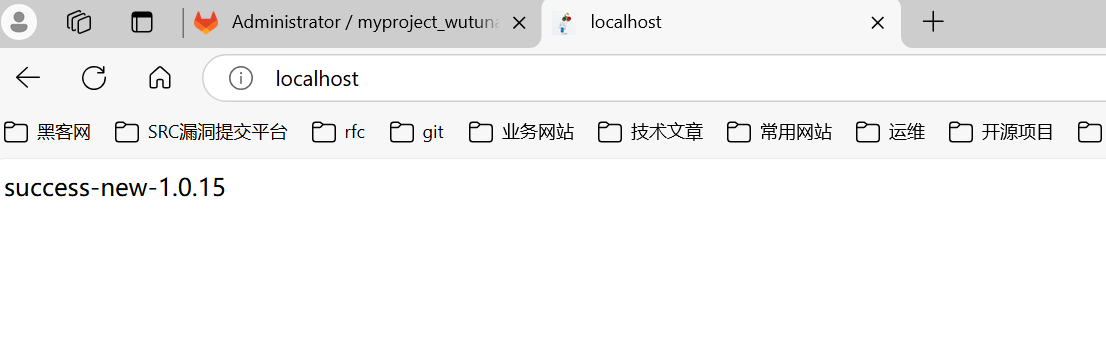 Administrator / myproject_wutuna localhost
localhost
黑客网 SRC漏洞提交平台 rfc git 业务网站 技术文章 常用网站 运维 开源项目
success-new-1.0.15